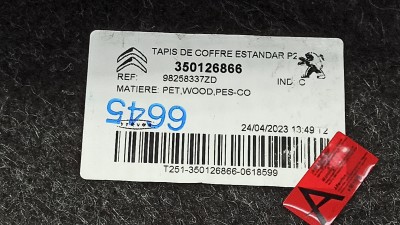 TAPIS DE COFFRE ESTANDAR P2
350126866
REF: 98258337ZD IND. C
MATIERE: PET,WOOD,PES-CO
6645
24/04/2023 13:49 T2
T251-350126866-0618599
A